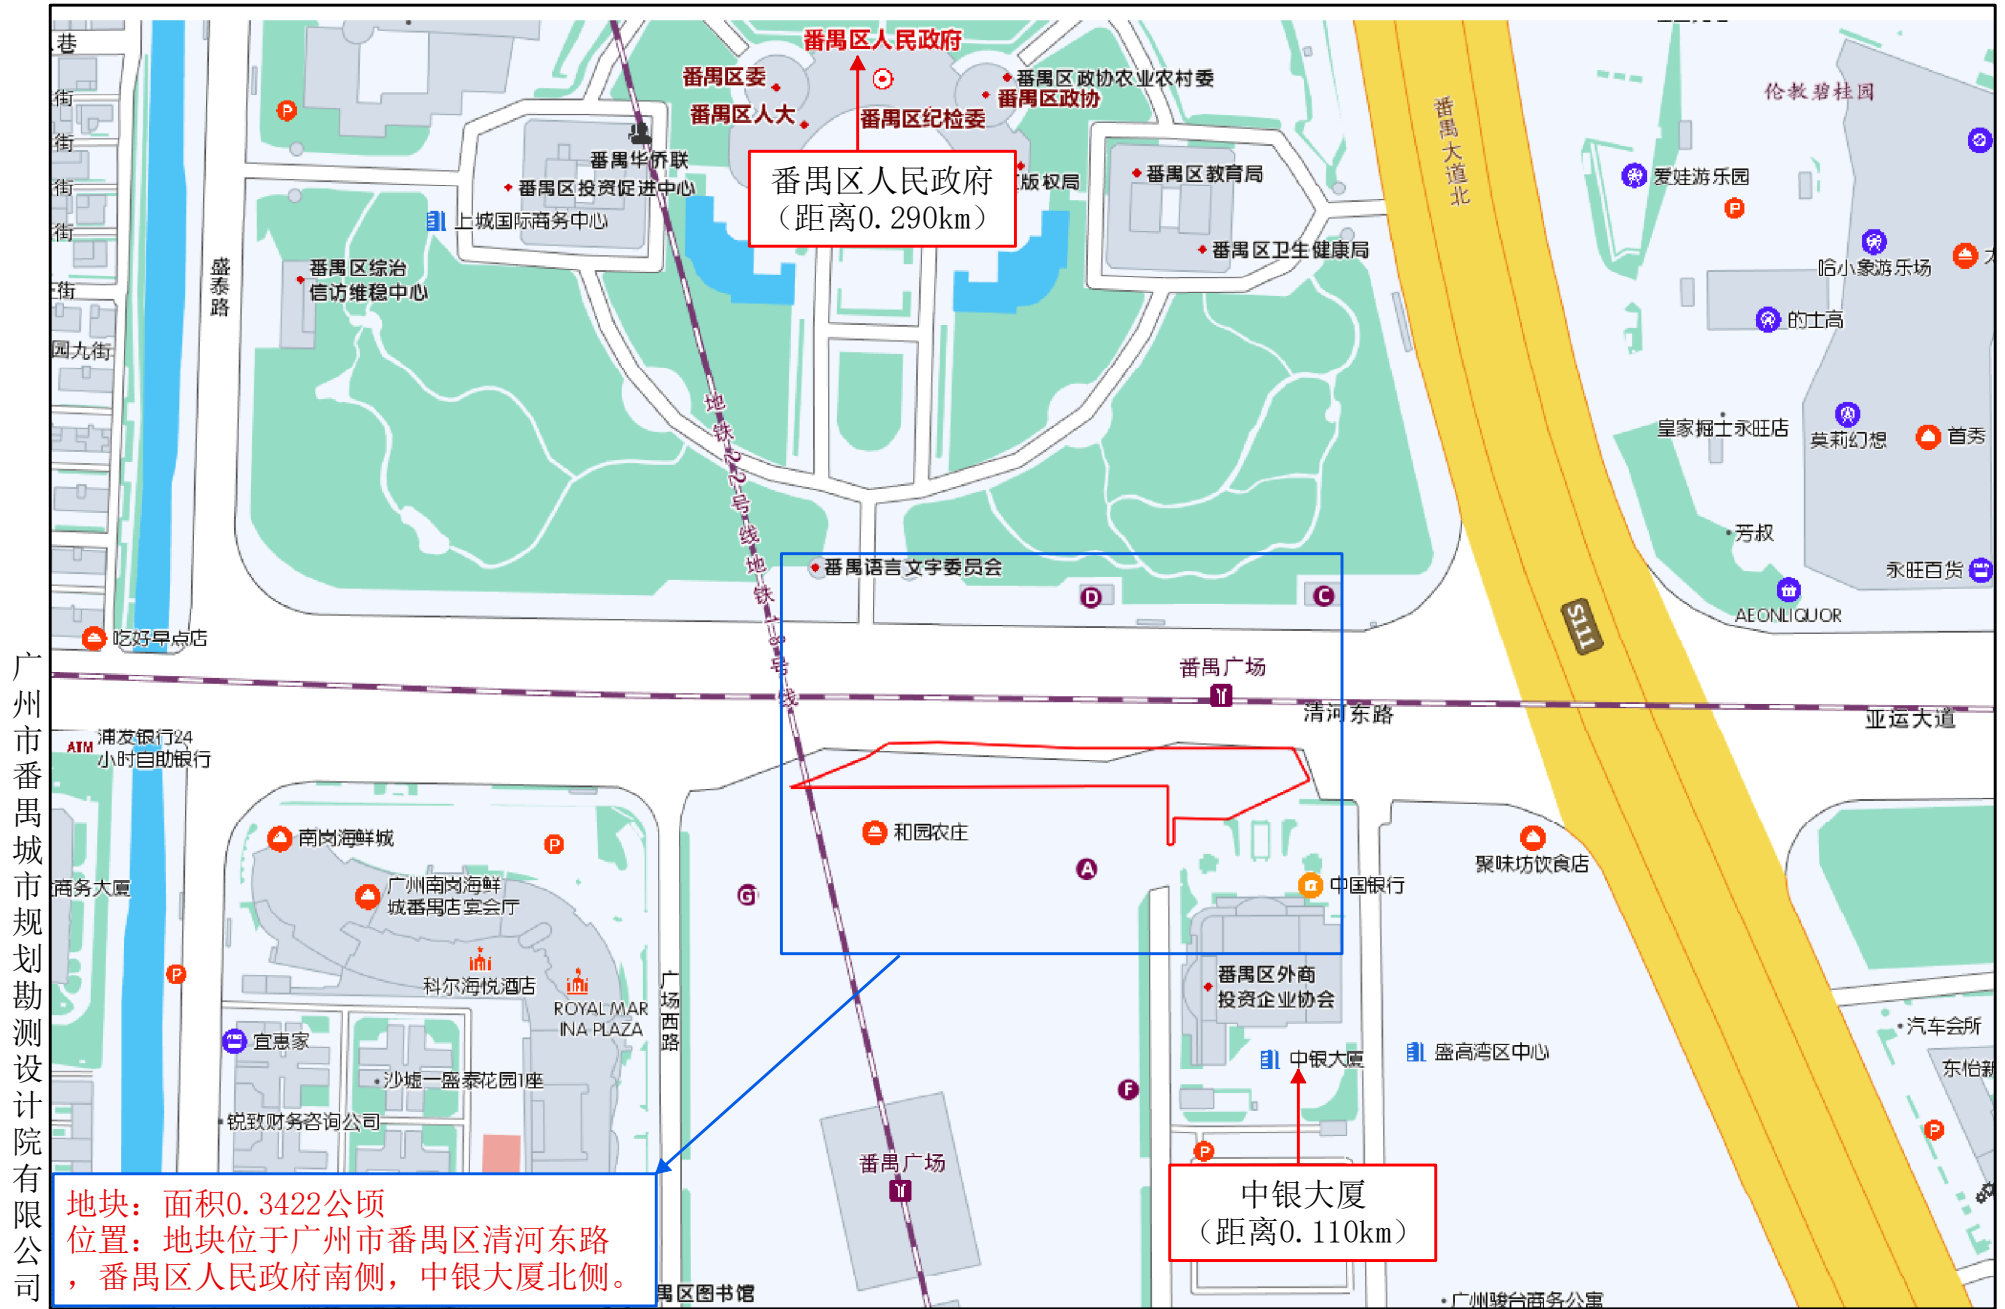 巷
番禺区人民政府
番禺区委
番禺区政协农业农村委
番禺区政协
番禺区人大
番禺区纪检委
伦教碧桂园
街
番禺大道北
街
番禺华侨联
番禺区投资促进中心
番禺区人民政府
（距离0.290km）
版权局
番禺区教育局
爱娃游乐园
街
上城国际商务中心
街
番禺区卫生健康局
哈小象游乐场
盛泰路
番禺区综治
信访维稳中心
街
的士高
园九街
地铁22号线地铁18号线
皇家掘士永旺店
莫莉幻想
首秀
芳叔
番禺语言文字委员会
D
C
永旺百货
AEONLIQUOR
S111
吃好早点店
番禺广场
清河东路
亚运大道
ATM
浦发银行24
小时自助银行
P
P
南岗海鲜城
P
和园农庄
聚味坊饮食店
A
G
中国银行
商务大厦
广州南岗海鲜
城番禺店宴会厅
P
科尔海悦酒店
ROYAL MAR
INA PLAZA
广场西路
番禺区外商
投资企业协会
宜惠家
中银大厦
盛高湾区中心
汽车会所
东怡新
沙墟一盛泰花园1座
F
锐致财务咨询公司
P
P
番禺广场
中银大厦
（距离0.110km）
地块：面积0.3422公顷
位置：地块位于广州市番禺区清河东路
，番禺区人民政府南侧，中银大厦北侧。
禺区图书馆
广州骏台商务公寓
广州市番禺城市规划勘测设计院有限公司